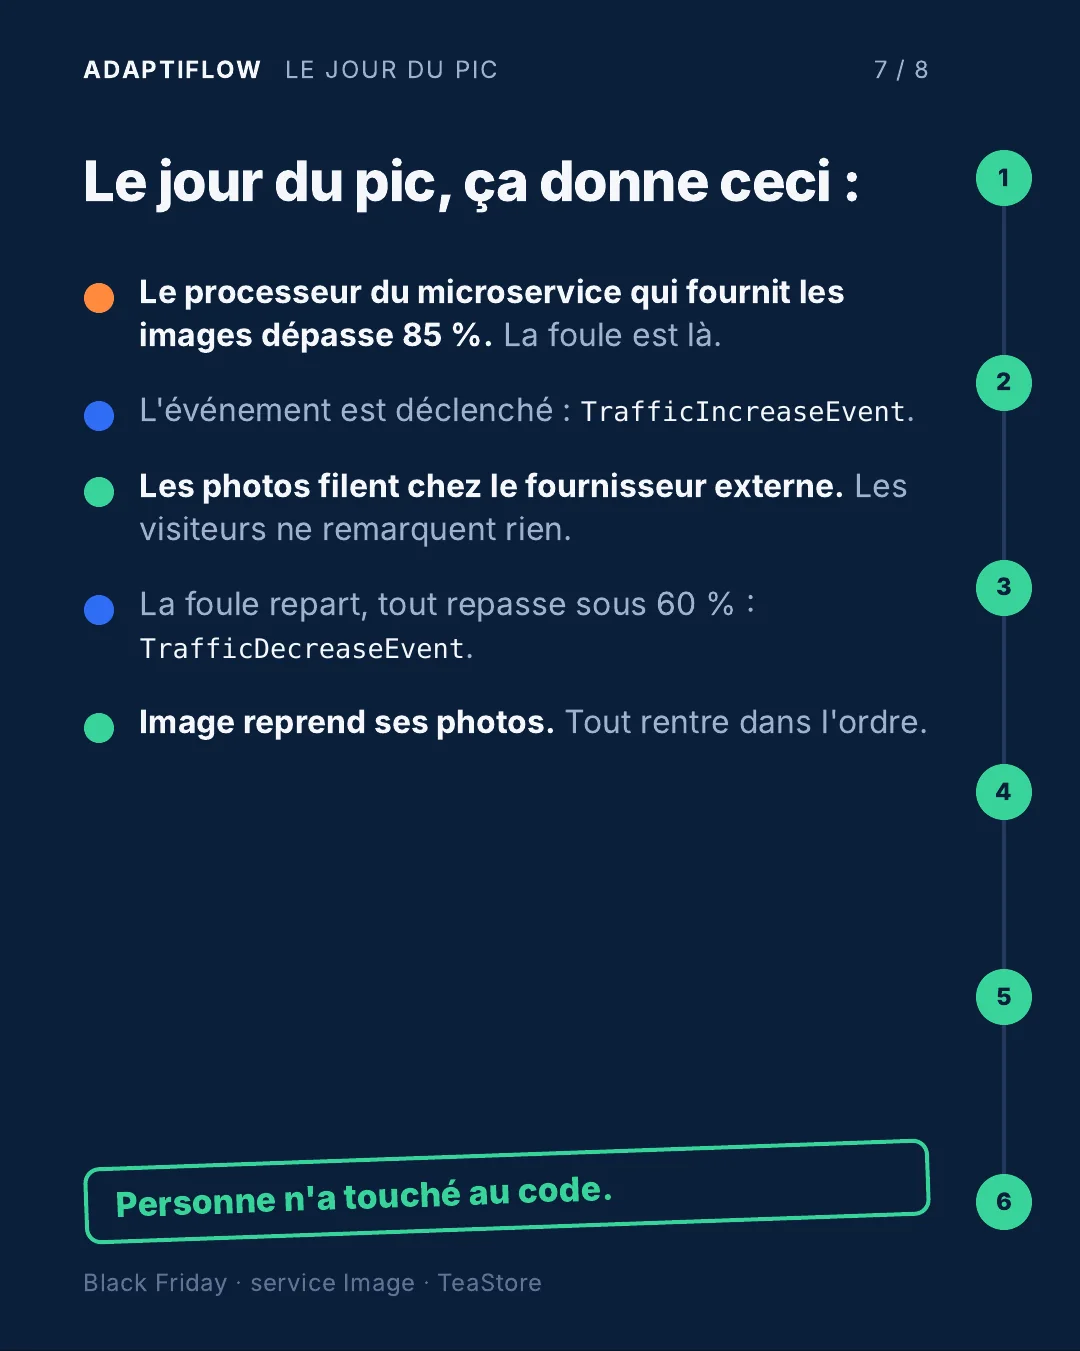 ADAPTIFLOW LE JOUR DU PIC 7 / 8
Le jour du pic, ça donne ceci :
Le processeur du microservice qui fournit les
images dépasse 85 %. La foule est là.
L'événement est déclenché : TrafficIncreaseEvent.
Les photos filent chez le fournisseur externe. Les
visiteurs ne remarquent rien.
La foule repart, tout repasse sous 60 % :
TrafficDecreaseEvent.
Image reprend ses photos. Tout rentre dans l'ordre.
Personne n'a touché au code.
Black Friday · service Image · TeaStore
1
2
3
4
5
6